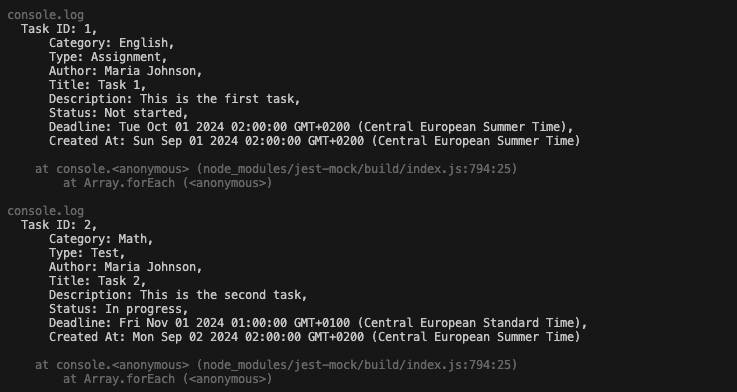 console.log
Task ID: 1,
Category: English,
Type: Assignment,
Author: Maria Johnson,
Title: Task 1,
Description: This is the first task,
Status: Not started,
Deadline: Tue Oct 01 2024 02:00:00 GMT+0200 (Central European Summer Time),
Created At: Sun Sep 01 2024 02:00:00 GMT+0200 (Central European Summer Time)
at console.<anonymous> (node_modules/jest-mock/build/index.js:794:25)
at Array.forEach (<anonymous>)
console.log
Task ID: 2,
Category: Math,
Type: Test,
Author: Maria Johnson,
Title: Task 2,
Description: This is the second task,
Status: In progress,
Deadline: Fri Nov 01 2024 01:00:00 GMT+0100 (Central European Standard Time),
Created At: Mon Sep 02 2024 02:00:00 GMT+0200 (Central European Summer Time)
at console.<anonymous> (node_modules/jest-mock/build/index.js:794:25)
at Array.forEach (<anonymous>)